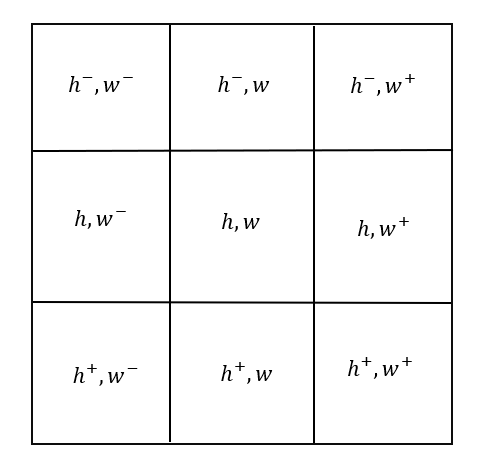 h⁻, w⁻ h⁻, w h⁻, w⁺
h, w⁻ h, w h, w⁺
h⁺, w⁻ h⁺, w h⁺, w⁺